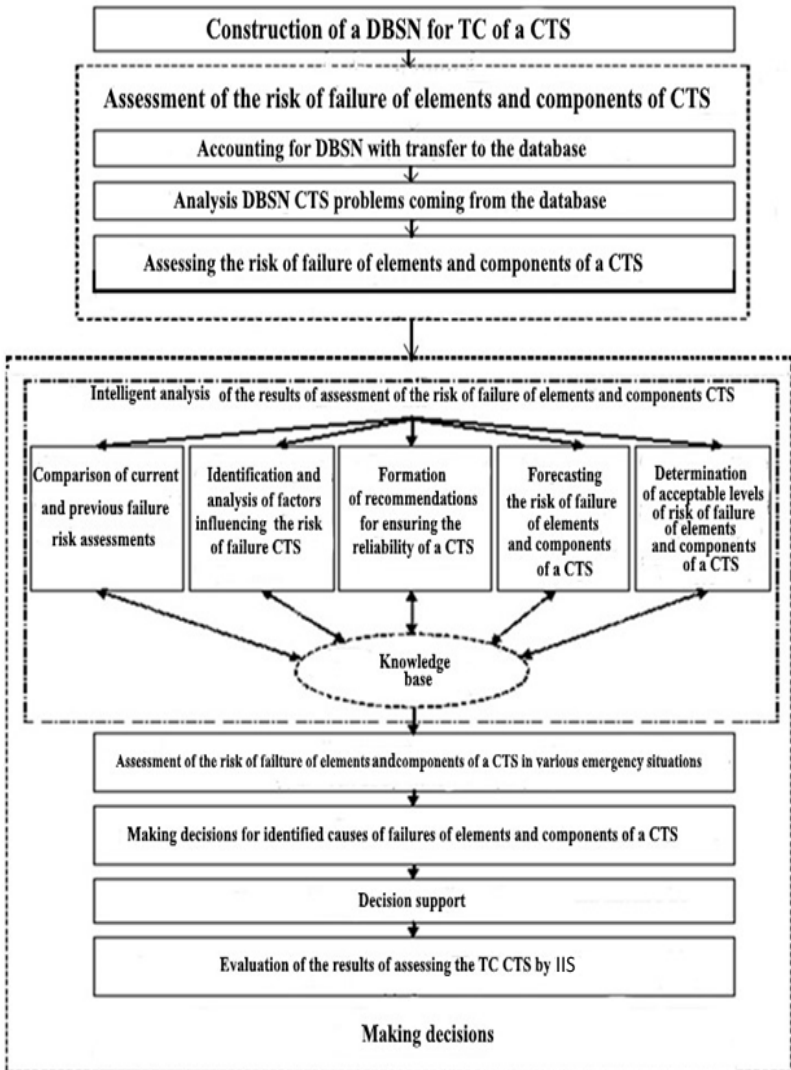 Construction of a DBSN for TC of a CTS
Assessment of the risk of failure of elements and components of CTS
Accounting for DBSN with transfer to the database
Analysis DBSN CTS problems coming from the database
Assessing the risk of failure of elements and components of a CTS
Intelligent analysis of the results of assessment of the risk of failure of elements and components CTS
Comparison of current
and previous failure
risk assessments
Identification and
analysis of factors
influencing the risk
of failure CTS
Formation
of recommendations
for ensuring the
reliability of a CTS
Forecasting
the risk of failure
of elements
and components
of a CTS
Determination
of acceptable levels
of risk of failure
of elements
and components
of a CTS
Knowledge
base
Assessment of the risk of failture of elements andcomponents of a CTS in various emergency situations
Making decisions for identified causes of failures of elements and components of a CTS
Decision support
Evaluation of the results of assessing the TC CTS by IIS
Making decisions